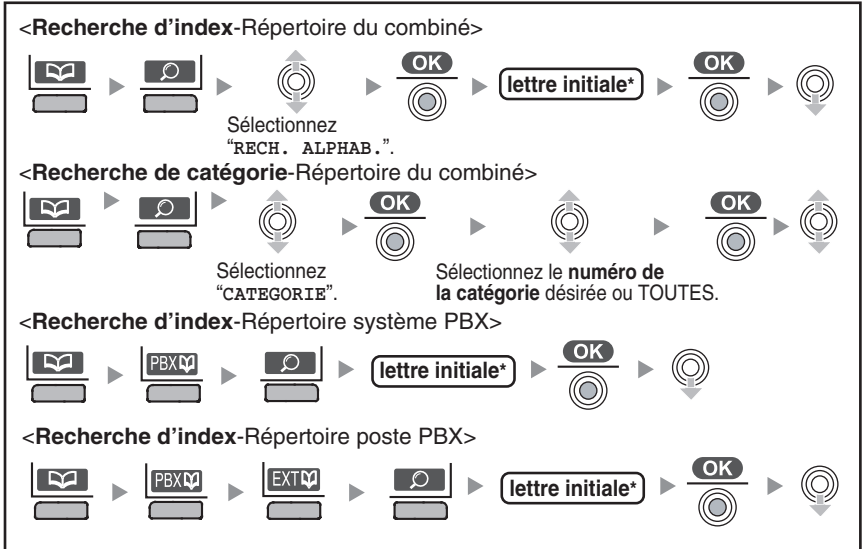 <Recherche d'index-Répertoire du combiné>
OK lettre initiale* OK
Sélectionnez
“RECH. ALPHAB.”.
<Recherche de catégorie-Répertoire du combiné>
OK OK
Sélectionnez Sélectionnez le numéro de
“CATEGORIE”. la catégorie désirée ou TOUTES.
<Recherche d'index-Répertoire système PBX>
PBX lettre initiale* OK
<Recherche d'index-Répertoire poste PBX>
PBX EXT lettre initiale* OK